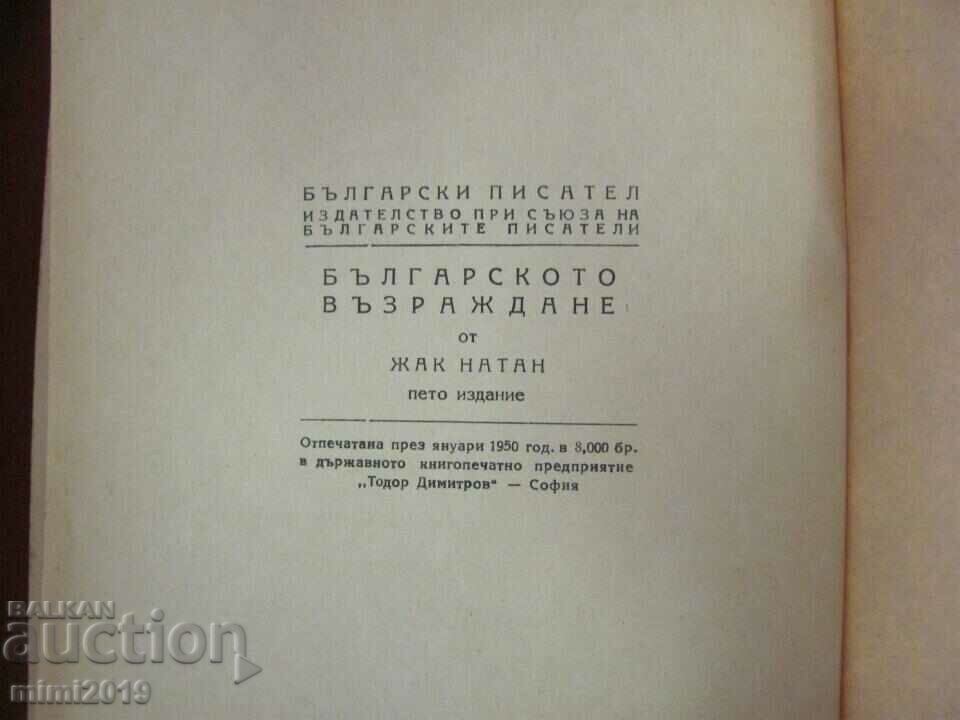 БЪЛГАРСКИ ПИСАТЕЛ
ИЗДАТЕЛСТВО ПРИ СЪЮЗА НА
БЪЛГАРСКИТЕ ПИСАТЕЛИ
БЪЛГАРСКОТО
ВЪЗРАЖДАНЕ
от
ЖАК НАТАН
пето издание
Отпечатана през януари 1950 год. в 8,000 бр.
в държавното книгопечатно предприятие
„Тодор Димитров“ — София
BALKAN
auction
mimi2019